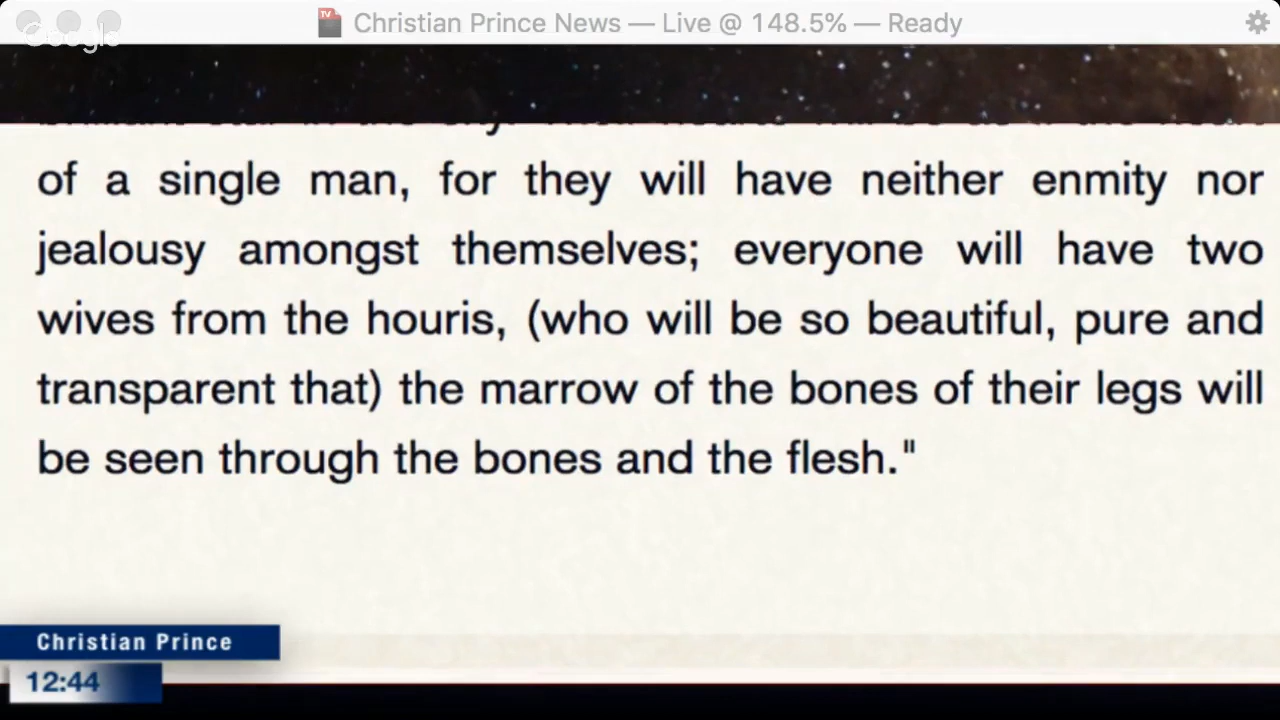 TV
Christian Prince News — Live @ 148.5% — Ready
Google
of a single man, for they will have neither enmity nor
jealousy amongst themselves; everyone will have two
wives from the houris, (who will be so beautiful, pure and
transparent that) the marrow of the bones of their legs will
be seen through the bones and the flesh."
Christian Prince
12:44